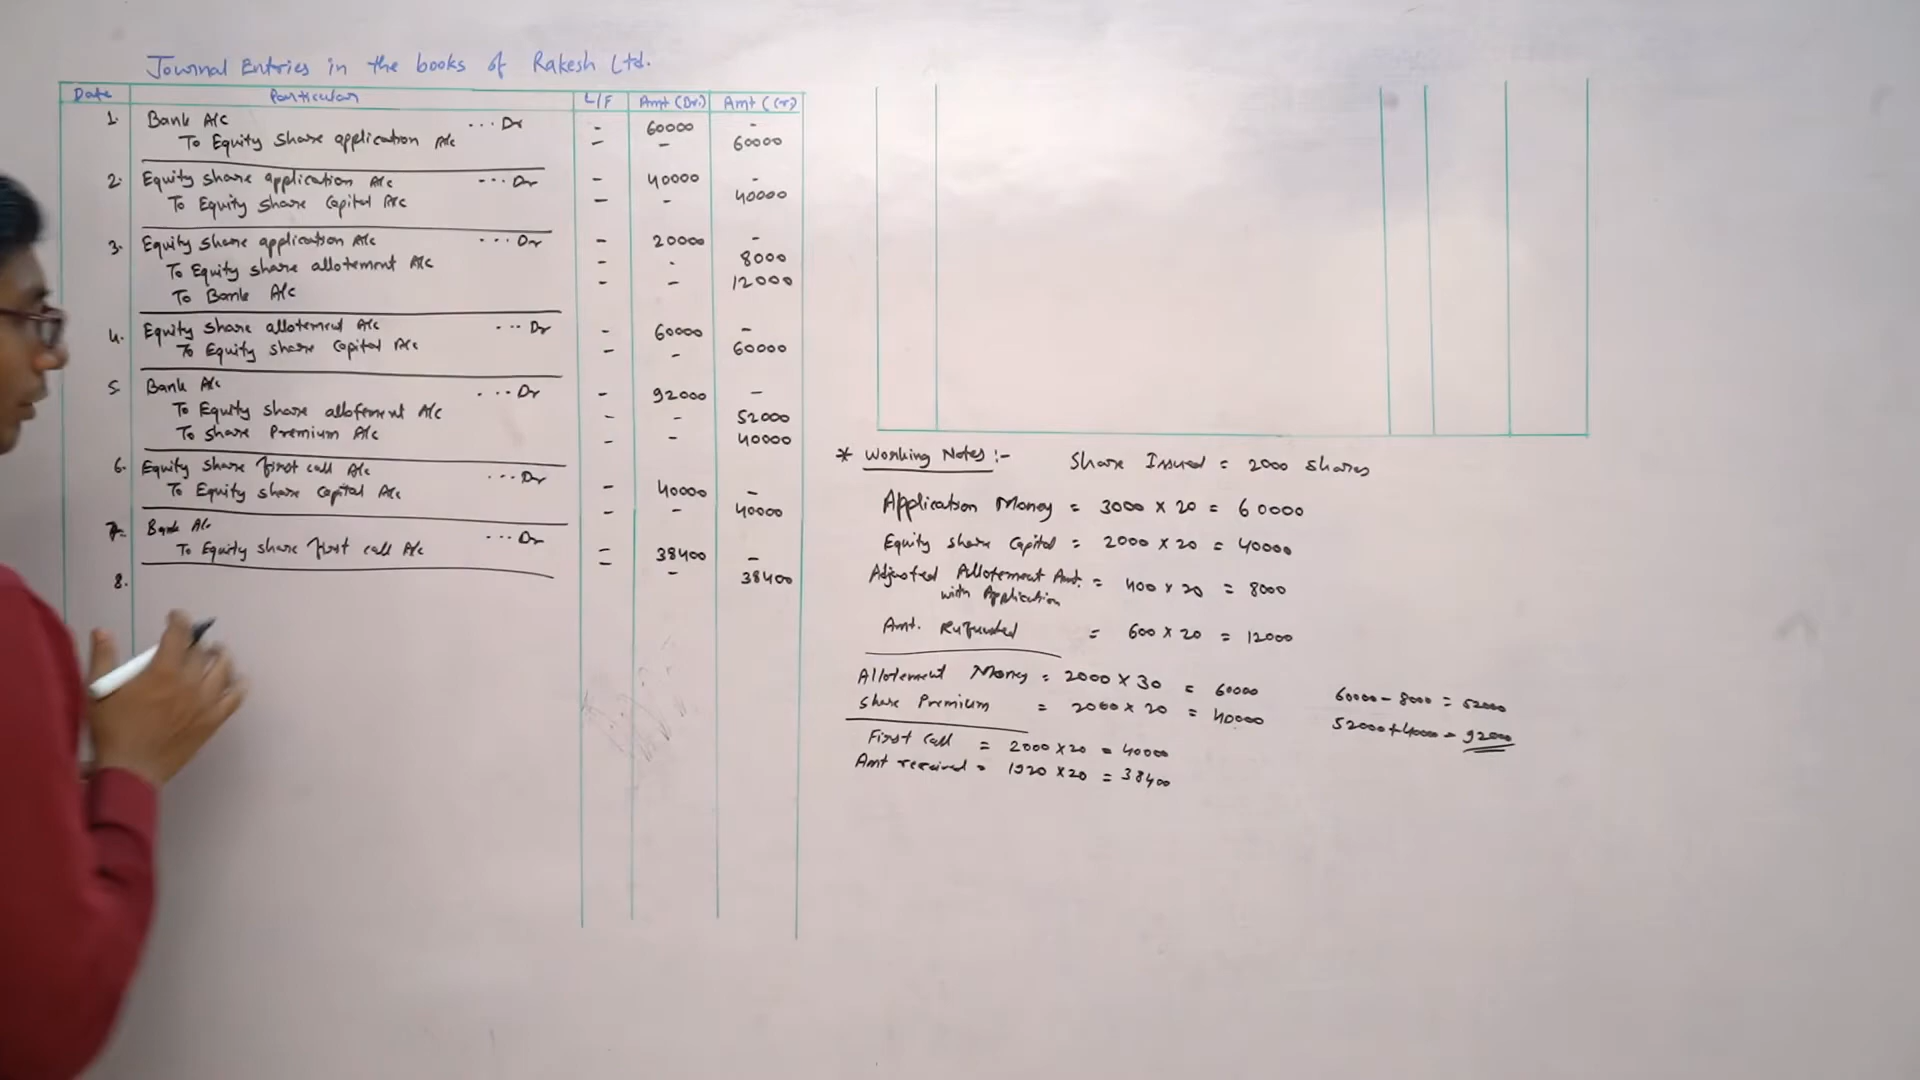 Journal Entries in the books of Rakesh Ltd.
Date Particular L/F Amt (Dr.) Amt (Cr)
1. Bank A/c ... Dr - 60000 -
To Equity share application A/c - - 60000
2. Equity share application A/c ... Dr - 40000 -
To Equity share Capital A/c - - 40000
3. Equity share application A/c ... Dr - 20000 -
To Equity share allotement A/c - - 8000
To Bank A/c - - 12000
4. Equity share allotement A/c ... Dr - 60000 -
To Equity share Capital A/c - - 60000
5. Bank A/c ... Dr - 92000 -
To Equity share allotement A/c - - 52000
To Share Premium A/c - - 40000
6. Equity share first call A/c ... Dr - 40000 -
To Equity share capital A/c - - 40000
7. Bank A/c ... Dr - 38400 -
To Equity share first call A/c - - 38400
8.
* Working Notes :- Share Issued = 2000 shares
Application Money = 3000 × 20 = 60000
Equity share Capital = 2000 × 20 = 40000
Adjusted Allotement Amt. = 400 × 20 = 8000
with Application
Amt. Refunded = 600 × 20 = 12000
Allotement Money = 2000 × 30 = 60000 60000 - 8000 = 52000
Share Premium = 2000 × 20 = 40000 52000 + 40000 = 92000
First call = 2000 × 20 = 40000
Amt received = 1920 × 20 = 38400